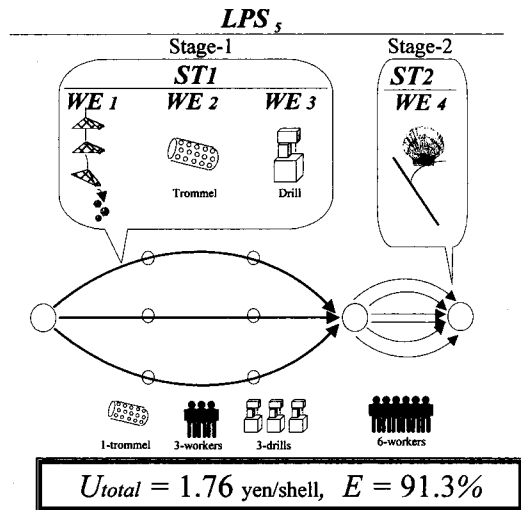 LPS 5
Stage-1 Stage-2
ST1 ST2
WE 1 WE 2 WE 3 WE 4
Trommel Drill
1-trommel 3-workers 3-drills 6-workers
Utotal = 1.76 yen/shell, E = 91.3%